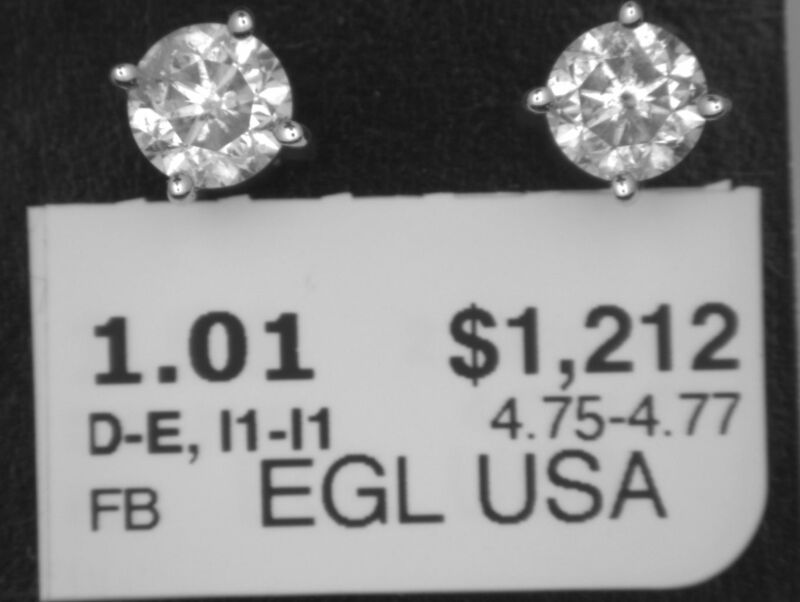 1.01 $1,212
D-E, I1-I1 4.75-4.77
FB EGL USA